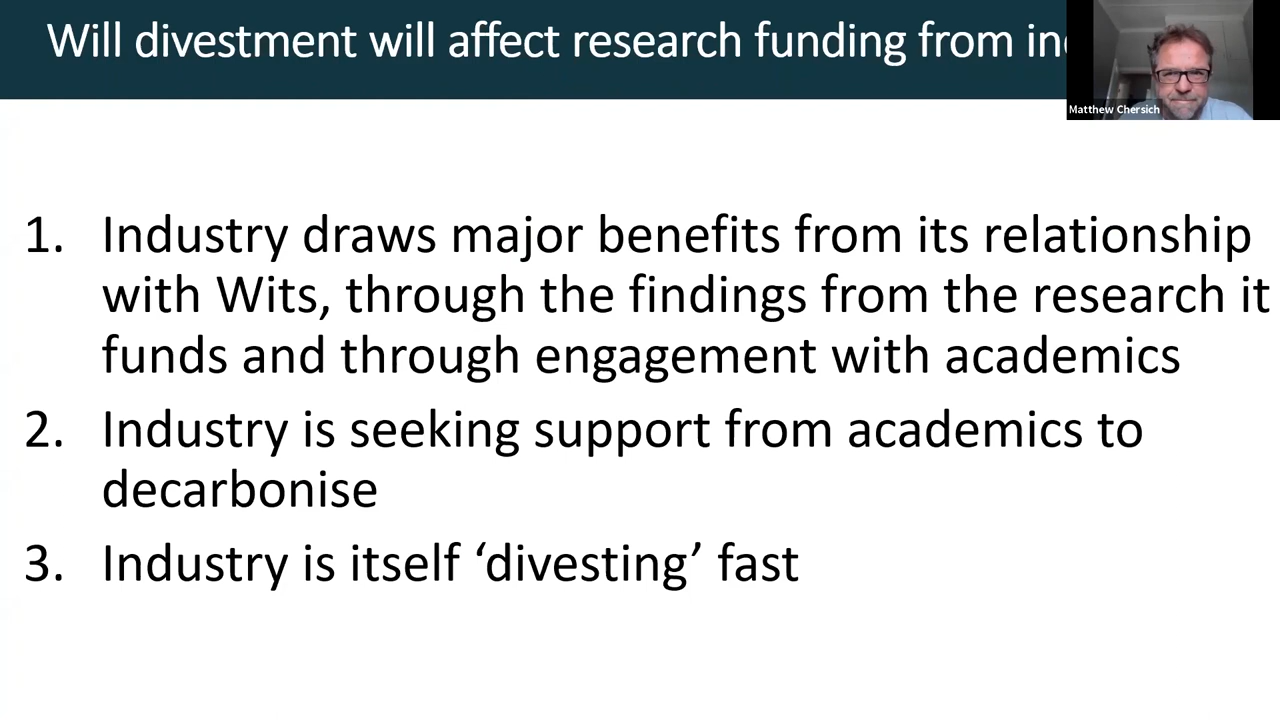 Will divestment will affect research funding from
Matthew Chersich
1. Industry draws major benefits from its relationship
with Wits, through the findings from the research it
funds and through engagement with academics
2. Industry is seeking support from academics to
decarbonise
3. Industry is itself ‘divesting’ fast